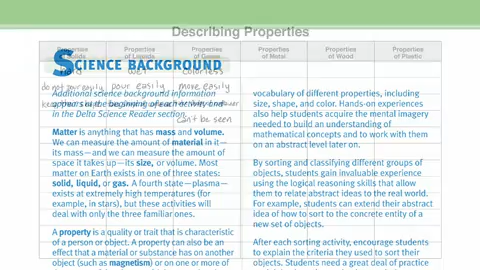 Describing Properties
Properties of Solids
Properties of Liquids
Properties of Gases
Properties of Metal
Properties of Wood
Properties of Plastic
SCIENCE BACKGROUND
wet
colorless
do not pour easily
pour easily
move easily
can't be seen
Additional science background information
appears at the beginning of each activity and
in the Delta Science Reader section.
Matter is anything that has mass and volume.
We can measure the amount of material in it—
its mass—and we can measure the amount of
space it takes up—its size, or volume. Most
matter on Earth exists in one of three states:
solid, liquid, or gas. A fourth state—plasma—
exists at extremely high temperatures (for
example, in stars), but these activities will
deal with only the three familiar ones.
A property is a quality or trait that is characteristic
of a person or object. A property can also be an
effect that a material or substance has on another
object (such as magnetism) or on one or more of
vocabulary of different properties, including
size, shape, and color. Hands-on experiences
also help students acquire the mental imagery
needed to build an understanding of
mathematical concepts and to work with them
on an abstract level later on.
By sorting and classifying different groups of
objects, students gain invaluable experience
using the logical reasoning skills that allow
them to relate abstract ideas to the real world.
For example, students can extend their abstract
idea of how to sort to the concrete entity of a
new set of objects.
After each sorting activity, encourage students
to explain the criteria they used to sort their
objects. Students need a great deal of practice